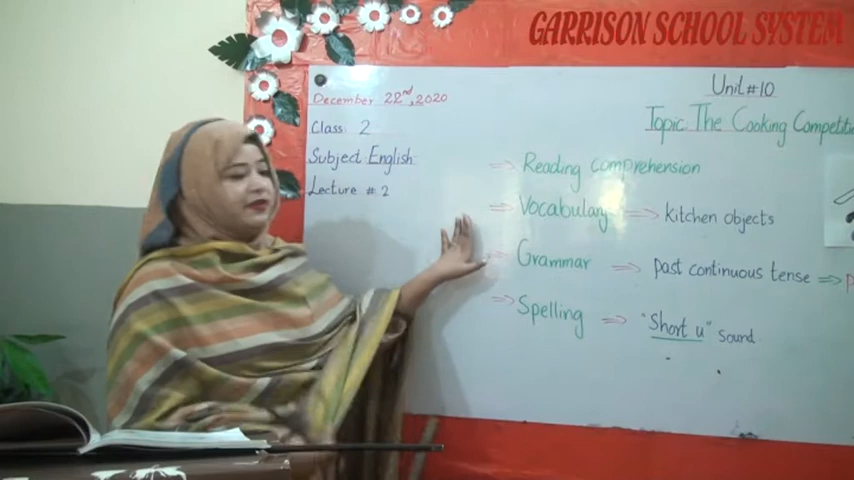 GARRISON SCHOOL SYSTEM
December 22nd, 2020
Class: 2
Subject English
Lecture # 2
Unit #10
Topic The Cooking Competiti
⇒ Reading comprehension
⇒ Vocabulary ⇒ kitchen objects
⇒ Grammar ⇒ past continuous tense ⇒
⇒ Spelling ⇒ "Short u" sound